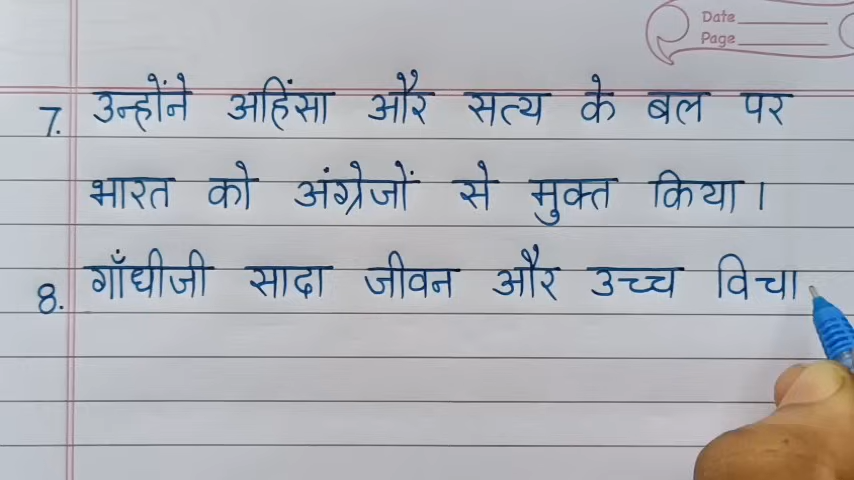 Date
Page
7. उन्होंने अहिंसा और सत्य के बल पर
भारत को अंग्रेजों से मुक्त किया।
8. गाँधीजी सादा जीवन और उच्च विचा